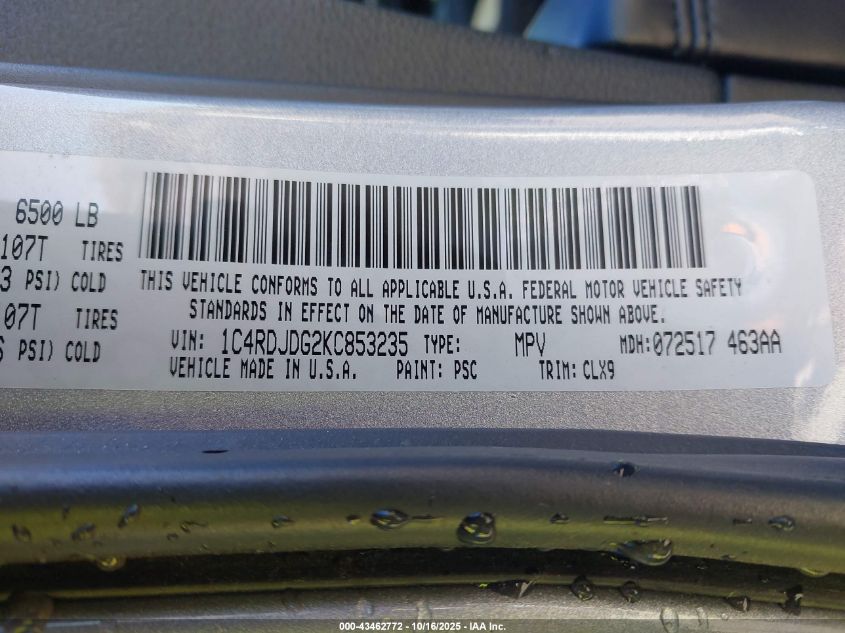 6500 LB
107T TIRES
3 PSI) COLD
07T TIRES
PSI) COLD
THIS VEHICLE CONFORMS TO ALL APPLICABLE U.S.A. FEDERAL MOTOR VEHICLE SAFETY
STANDARDS IN EFFECT ON THE DATE OF MANUFACTURE SHOWN ABOVE.
VIN: 1C4RDJDG2KC853235 TYPE: MPV MDH:072517 463AA
VEHICLE MADE IN U.S.A. PAINT: PSC TRIM: CLX9
000-43462772 - 10/16/2025 - IAA Inc.